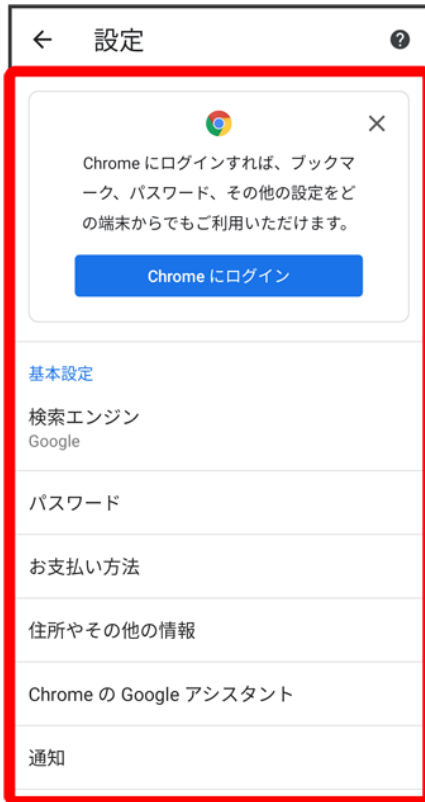 設定
Chrome にログインすれば、ブックマ
ーク、パスワード、その他の設定をど
の端末からでもご利用いただけます。
Chrome にログイン
基本設定
検索エンジン
Google
パスワード
お支払い方法
住所やその他の情報
Chrome の Google アシスタント
通知